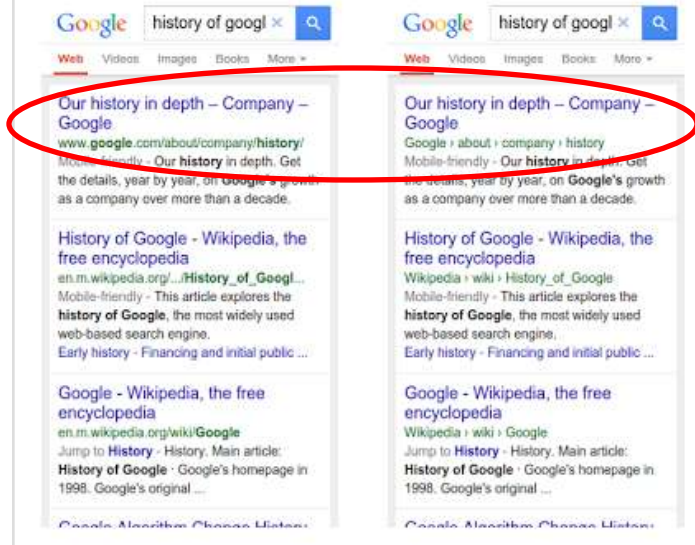 Google history of googl ×
Web Videos Images Books More
Our history in depth – Company –
Google
www.google.com/about/company/history/
Mobile-friendly - Our history in depth. Get
the details, year by year, on Google's growth
as a company over more than a decade.
History of Google - Wikipedia, the
free encyclopedia
en.m.wikipedia.org/.../History_of_Googl...
Mobile-friendly - This article explores the
history of Google, the most widely used
web-based search engine.
Early history - Financing and initial public ...
Google - Wikipedia, the free
encyclopedia
en.m.wikipedia.org/wiki/Google
Jump to History - History. Main article:
History of Google · Google's homepage in
1998. Google's original ...
Google Algorithm Change History
Google history of googl ×
Web Videos Images Books More
Our history in depth – Company –
Google
Google › about › company › history
Mobile-friendly - Our history in depth. Get
the details, year by year, on Google's growth
as a company over more than a decade.
History of Google - Wikipedia, the
free encyclopedia
Wikipedia › wiki › History_of_Google
Mobile-friendly - This article explores the
history of Google, the most widely used
web-based search engine.
Early history - Financing and initial public ...
Google - Wikipedia, the free
encyclopedia
Wikipedia › wiki › Google
Jump to History - History. Main article:
History of Google · Google's homepage in
1998. Google's original ...
Google Algorithm Change History